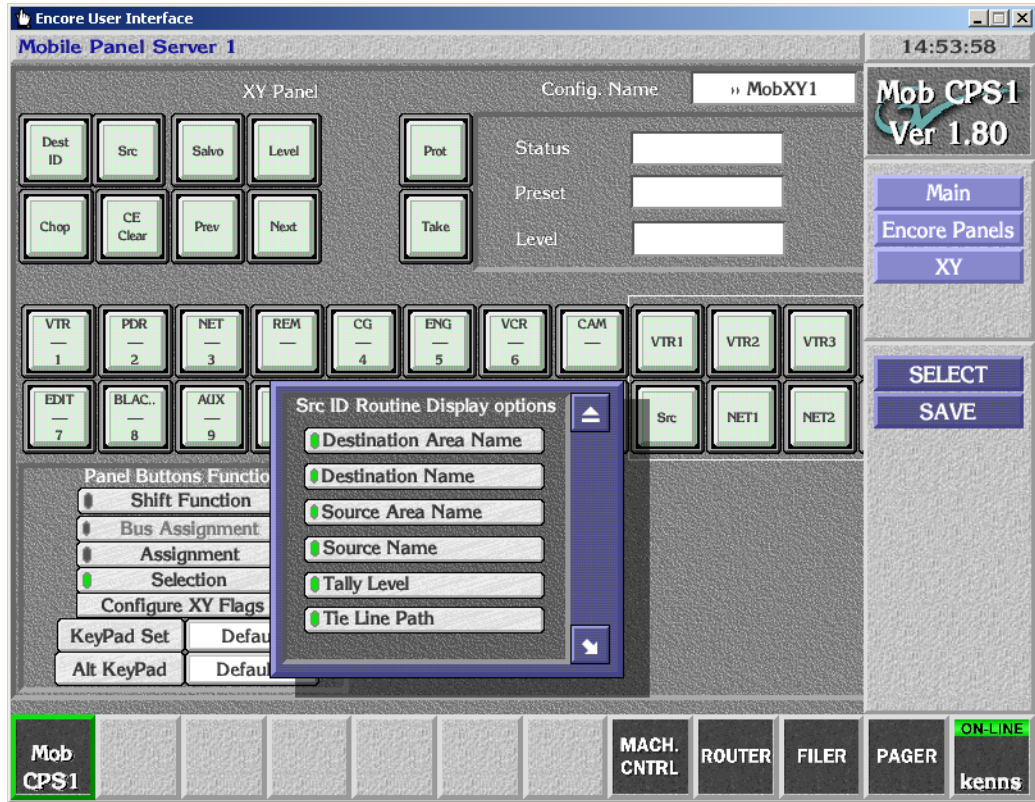 Encore User Interface
Mobile Panel Server 1
14:53:58
XY Panel
Config. Name
» MobXY1
Mob CPS1
Ver 1.80
Dest ID
Src
Salvo
Level
Prot
Status
Preset
Level
Chop
CE Clear
Prev
Next
Take
Main
Encore Panels
XY
VTR — 1
PDR — 2
NET — 3
REM —
CG — 4
ENG — 5
VCR — 6
CAM —
VTR1
VTR2
VTR3
EDIT — 7
BLAC.. — 8
AUX — 9
Src
NET1
NET2
SELECT
SAVE
Src ID Routine Display options
Destination Area Name
Destination Name
Source Area Name
Source Name
Tally Level
Tie Line Path
Panel Buttons Functio
Shift Function
Bus Assignment
Assignment
Selection
Configure XY Flags
KeyPad Set
Defau
Alt KeyPad
Defaul
Mob CPS1
MACH. CNTRL
ROUTER
FILER
PAGER
ON-LINE
kenns